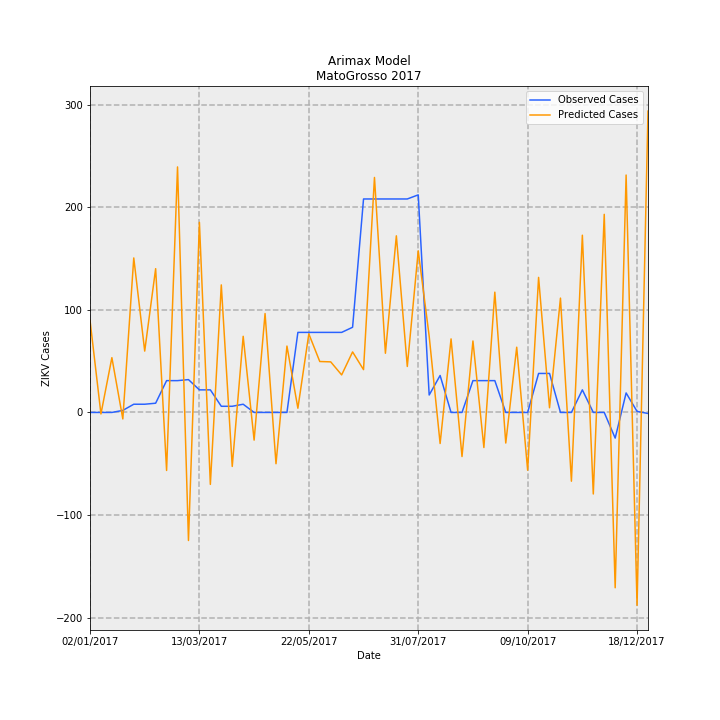 Arimax Model
MatoGrosso 2017
Observed Cases
Predicted Cases
300
200
100
0
−100
−200
ZIKV Cases
02/01/2017
13/03/2017
22/05/2017
31/07/2017
09/10/2017
18/12/2017
Date